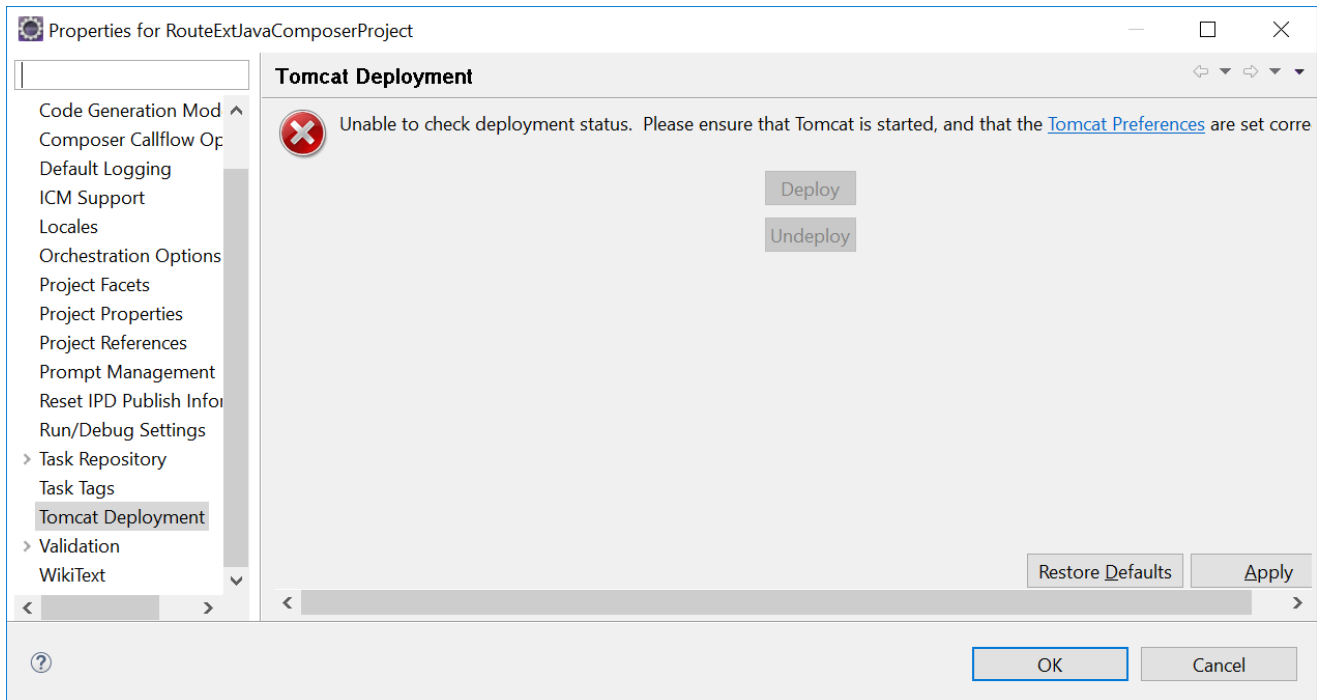 Properties for RouteExtJavaComposerProject
Tomcat Deployment
Code Generation Mod
Composer Callflow Op
Default Logging
ICM Support
Locales
Orchestration Options
Project Facets
Project Properties
Project References
Prompt Management
Reset IPD Publish Infor
Run/Debug Settings
Task Repository
Task Tags
Tomcat Deployment
Validation
WikiText
Unable to check deployment status.  Please ensure that Tomcat is started, and that the Tomcat Preferences are set corre
Deploy
Undeploy
Restore Defaults
Apply
?
OK
Cancel